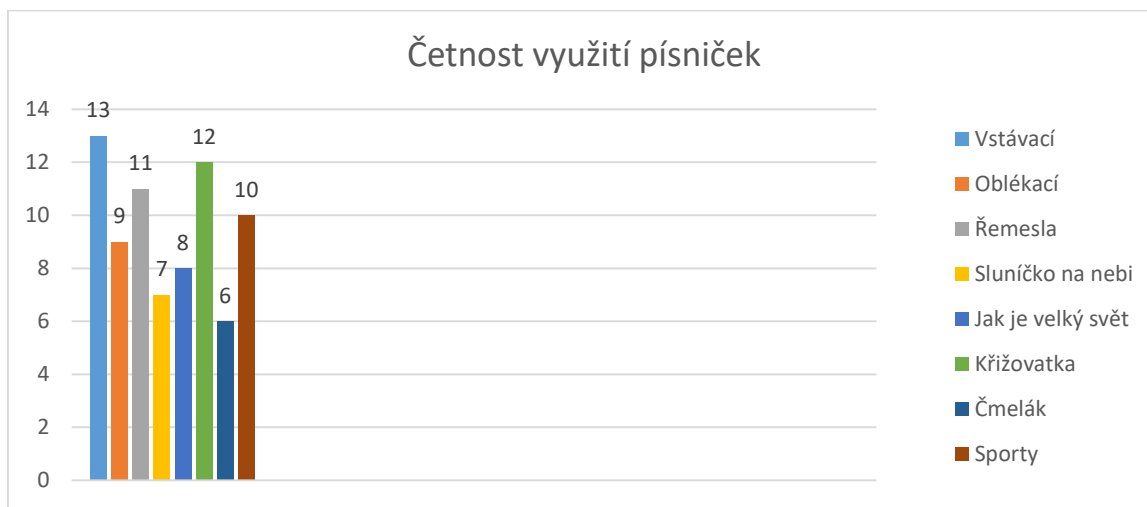 Četnost využití písniček
14
12
10
8
6
4
2
0
13
9
11
7
8
12
6
10
Vstávací
Oblékací
Řemesla
Sluníčko na nebi
Jak je velký svět
Křižovatka
Čmelák
Sporty